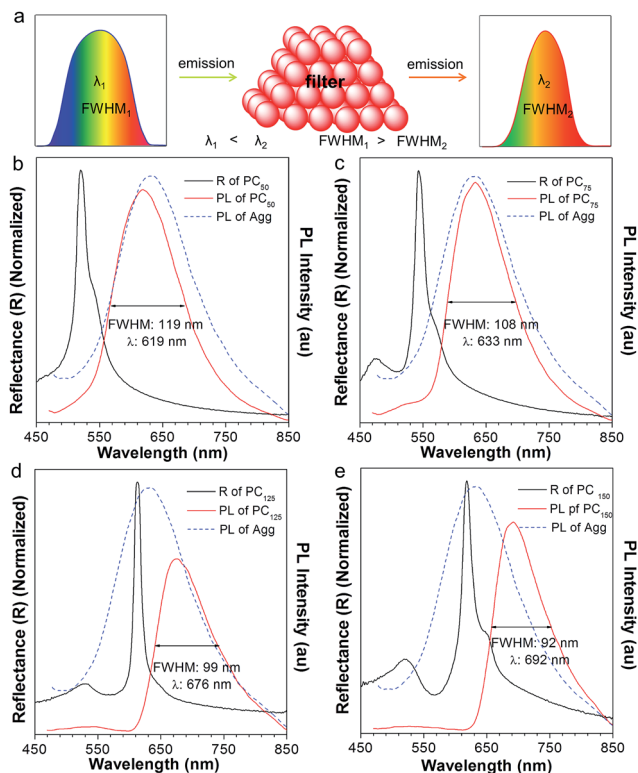 a
λ1
FWHM1
emission
filter
emission
λ2
FWHM2
λ1 < λ2 FWHM1 > FWHM2
b
Reflectance (R) (Normalized)
R of PC50
PL of PC50
PL of Agg
FWHM: 119 nm
λ: 619 nm
PL Intensity (au)
450 550 650 750 850
Wavelength (nm)
c
Reflectance (R) (Normalized)
R of PC75
PL of PC75
PL of Agg
FWHM: 108 nm
λ: 633 nm
PL Intensity (au)
450 550 650 750 850
Wavelength (nm)
d
Reflectance (R) (Normalized)
R of PC125
PL of PC125
PL of Agg
FWHM: 99 nm
λ: 676 nm
PL Intensity (au)
450 550 650 750 850
Wavelength (nm)
e
Reflectance (R) (Normalized)
R of PC 150
PL pf PC150
PL of Agg
FWHM: 92 nm
λ: 692 nm
PL Intensity (au)
450 550 650 750 850
Wavelength (nm)